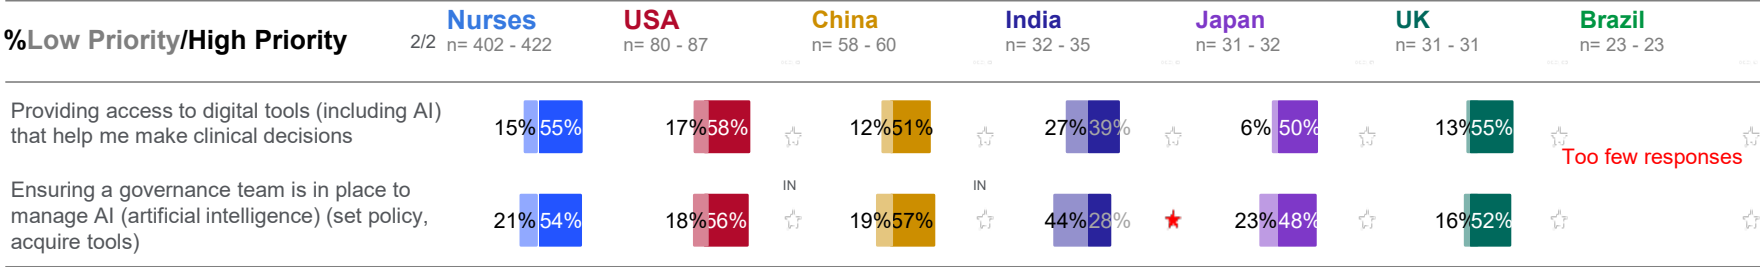 Nurses USA China India Japan UK Brazil
%Low Priority/High Priority 2/2 n= 402 - 422 n= 80 - 87 n= 58 - 60 n= 32 - 35 n= 31 - 32 n= 31 - 31 n= 23 - 23
Providing access to digital tools (including AI)
that help me make clinical decisions
15% 55% 17% 58% 12% 51% 27% 39% 6% 50% 13% 55%
Too few responses
IN IN
Ensuring a governance team is in place to
manage AI (artificial intelligence) (set policy,
acquire tools)
21% 54% 18% 56% 19% 57% 44% 28% 23% 48% 16% 52%